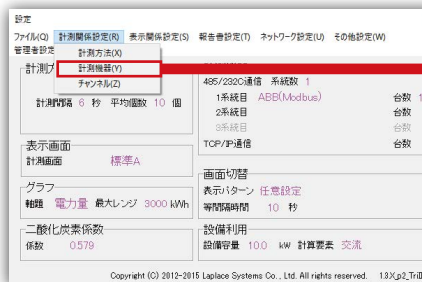 設定
ファイル(Q) 計測関係設定(R) 表示関係設定(S) 報告書設定(T) ネットワーク設定(U) その他設定(W)
管理者設定
計測方法(X)
計測機器(Y)
チャンネル(Z)
計測方
計測間隔 6 秒 平均個数 10 個
485/232C通信 系統数 1
1系統目 ABB(Modbus) 台数 1
2系統目 台数
3系統目 台数
TCP/IP通信 台数
表示画面
計測画面 標準A
画面切替
表示パターン 任意設定
等間隔時間 10 秒
グラフ
軸題 電力量 最大レンジ 3000 kWh
二酸化炭素係数
係数 0.579
設備利用
設備容量 10.0 kW 計算要素 交流
Copyright (C) 2012-2015 Laplace Systems Co., Ltd. All rights reserved. 1.3.X_p2_Tri